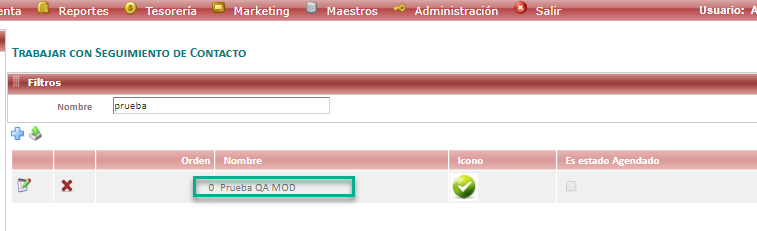 enta Reportes Tesorería Marketing Maestros Administración Salir Usuario: A
TRABAJAR CON SEGUIMIENTO DE CONTACTO
Filtros
Nombre prueba
Orden Nombre Icono Es estado Agendado
0 Prueba QA MOD